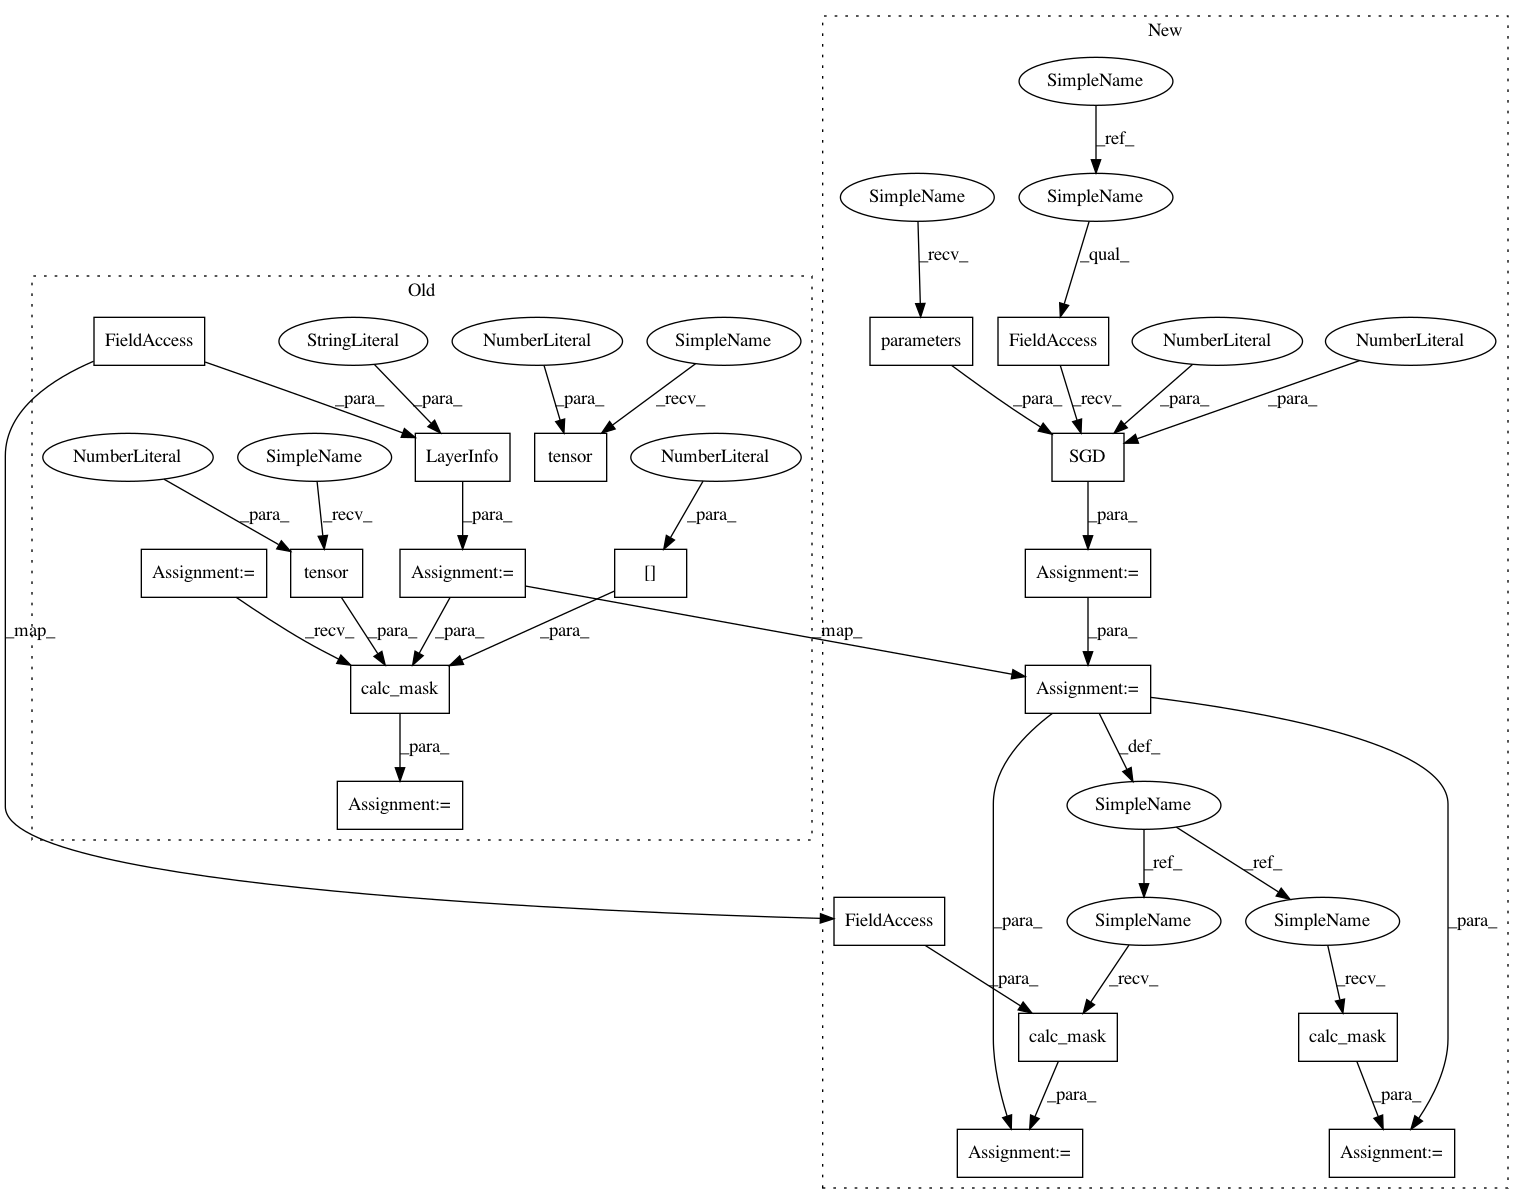 New
SimpleName
_ref_
SimpleName
SimpleName
_recv_
_qual_
Old
FieldAccess
StringLiteral
NumberLiteral
SimpleName
parameters
FieldAccess
NumberLiteral
NumberLiteral
_para_
_para_
_para_
_recv_
_para_
_recv_
_para_
_para_
NumberLiteral
SimpleName
LayerInfo
tensor
NumberLiteral
SGD
_para_
_recv_
_para_
_para_
_para_
Assignment:=
tensor
Assignment:=
[]
Assignment:=
_map_
_recv_
_para_
_para_
_para_
_map_
_para_
calc_mask
Assignment:=
_para_
_def_
Assignment:=
SimpleName
_ref_
_ref_
FieldAccess
SimpleName
SimpleName
_para_
_para_
_para_
_recv_
_recv_
calc_mask
calc_mask
_para_
_para_
Assignment:=
Assignment:=